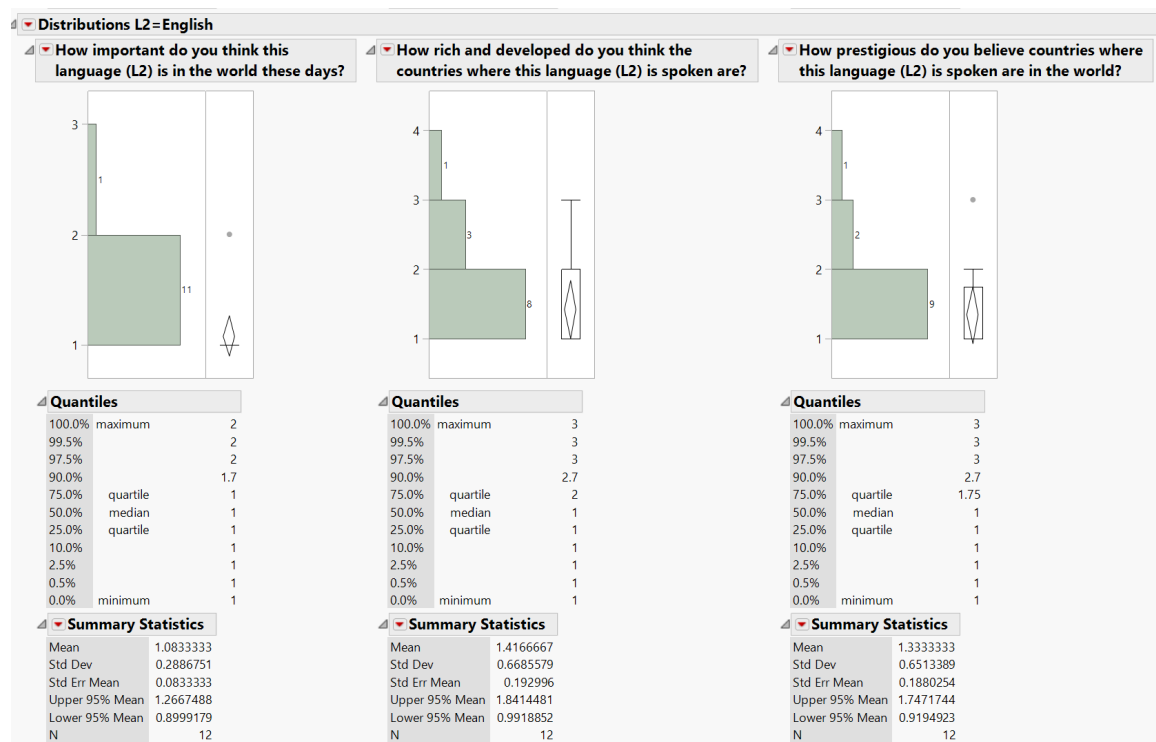 Distributions L2=English
How important do you think this
language (L2) is in the world these days?
3
2
1
1
11
Quantiles
100.0% maximum 2
99.5% 2
97.5% 2
90.0% 1.7
75.0% quartile 1
50.0% median 1
25.0% quartile 1
10.0% 1
2.5% 1
0.5% 1
0.0% minimum 1
Summary Statistics
Mean 1.0833333
Std Dev 0.2886751
Std Err Mean 0.0833333
Upper 95% Mean 1.2667488
Lower 95% Mean 0.8999179
N 12
How rich and developed do you think the
countries where this language (L2) is spoken are?
4
3
2
1
1
3
8
Quantiles
100.0% maximum 3
99.5% 3
97.5% 3
90.0% 2.7
75.0% quartile 2
50.0% median 1
25.0% quartile 1
10.0% 1
2.5% 1
0.5% 1
0.0% minimum 1
Summary Statistics
Mean 1.4166667
Std Dev 0.6685579
Std Err Mean 0.192996
Upper 95% Mean 1.8414481
Lower 95% Mean 0.9918852
N 12
How prestigious do you believe countries where
this language (L2) is spoken are in the world?
4
3
2
1
1
2
9
Quantiles
100.0% maximum 3
99.5% 3
97.5% 3
90.0% 2.7
75.0% quartile 1.75
50.0% median 1
25.0% quartile 1
10.0% 1
2.5% 1
0.5% 1
0.0% minimum 1
Summary Statistics
Mean 1.3333333
Std Dev 0.6513389
Std Err Mean 0.1880254
Upper 95% Mean 1.7471744
Lower 95% Mean 0.9194923
N 12